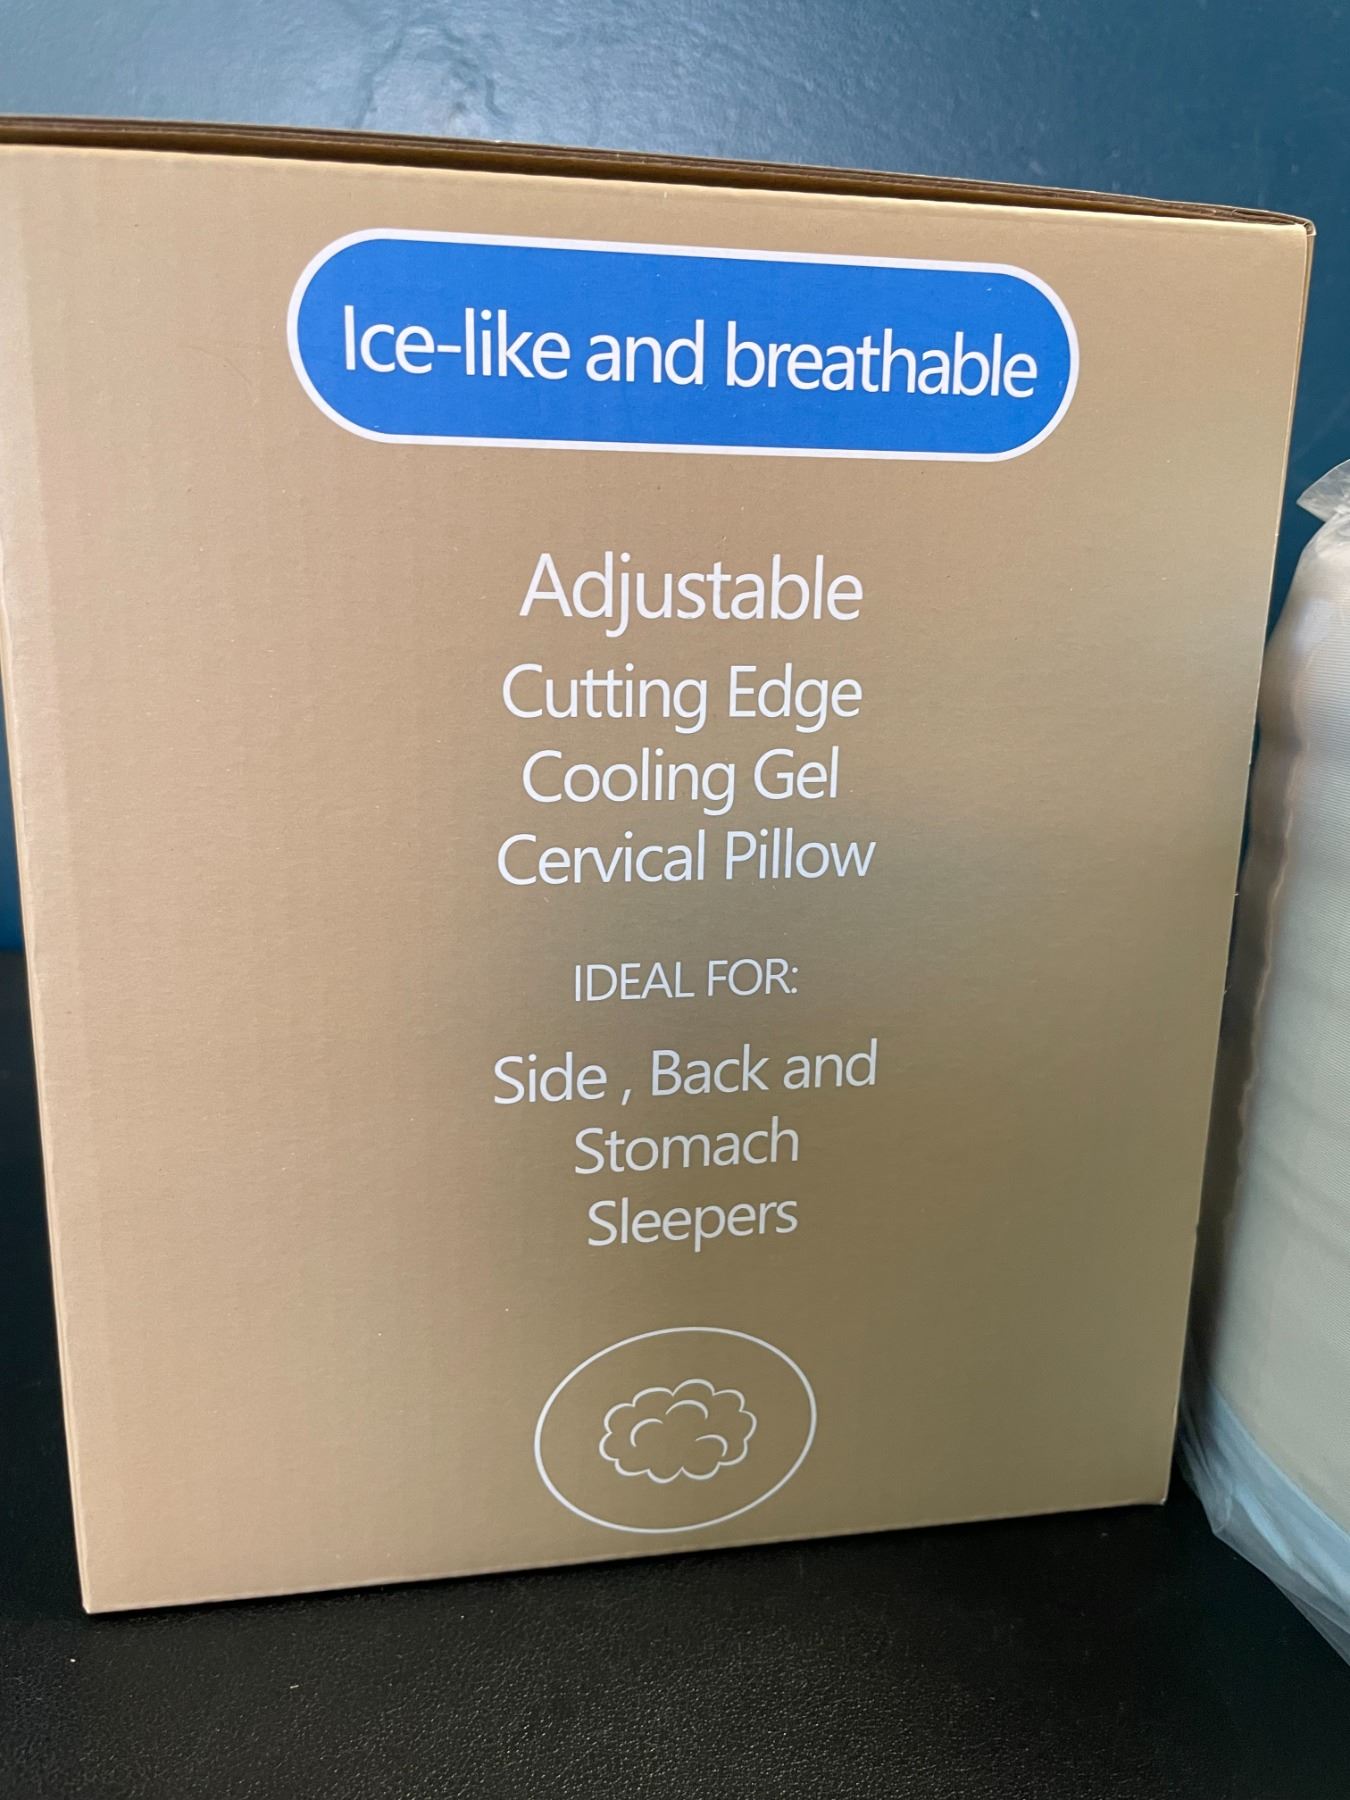 Ice-like and breathable
Adjustable
Cutting Edge
Cooling Gel
Cervical Pillow
IDEAL FOR:
Side , Back and
Stomach
Sleepers